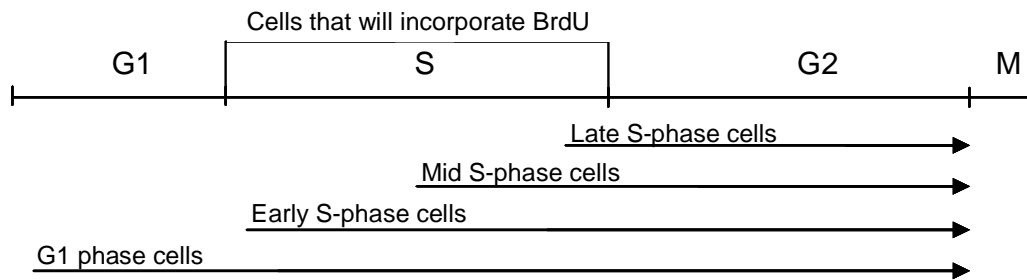 Cells that will incorporate BrdU
G1 S G2 M
Late S-phase cells
Mid S-phase cells
Early S-phase cells
G1 phase cells